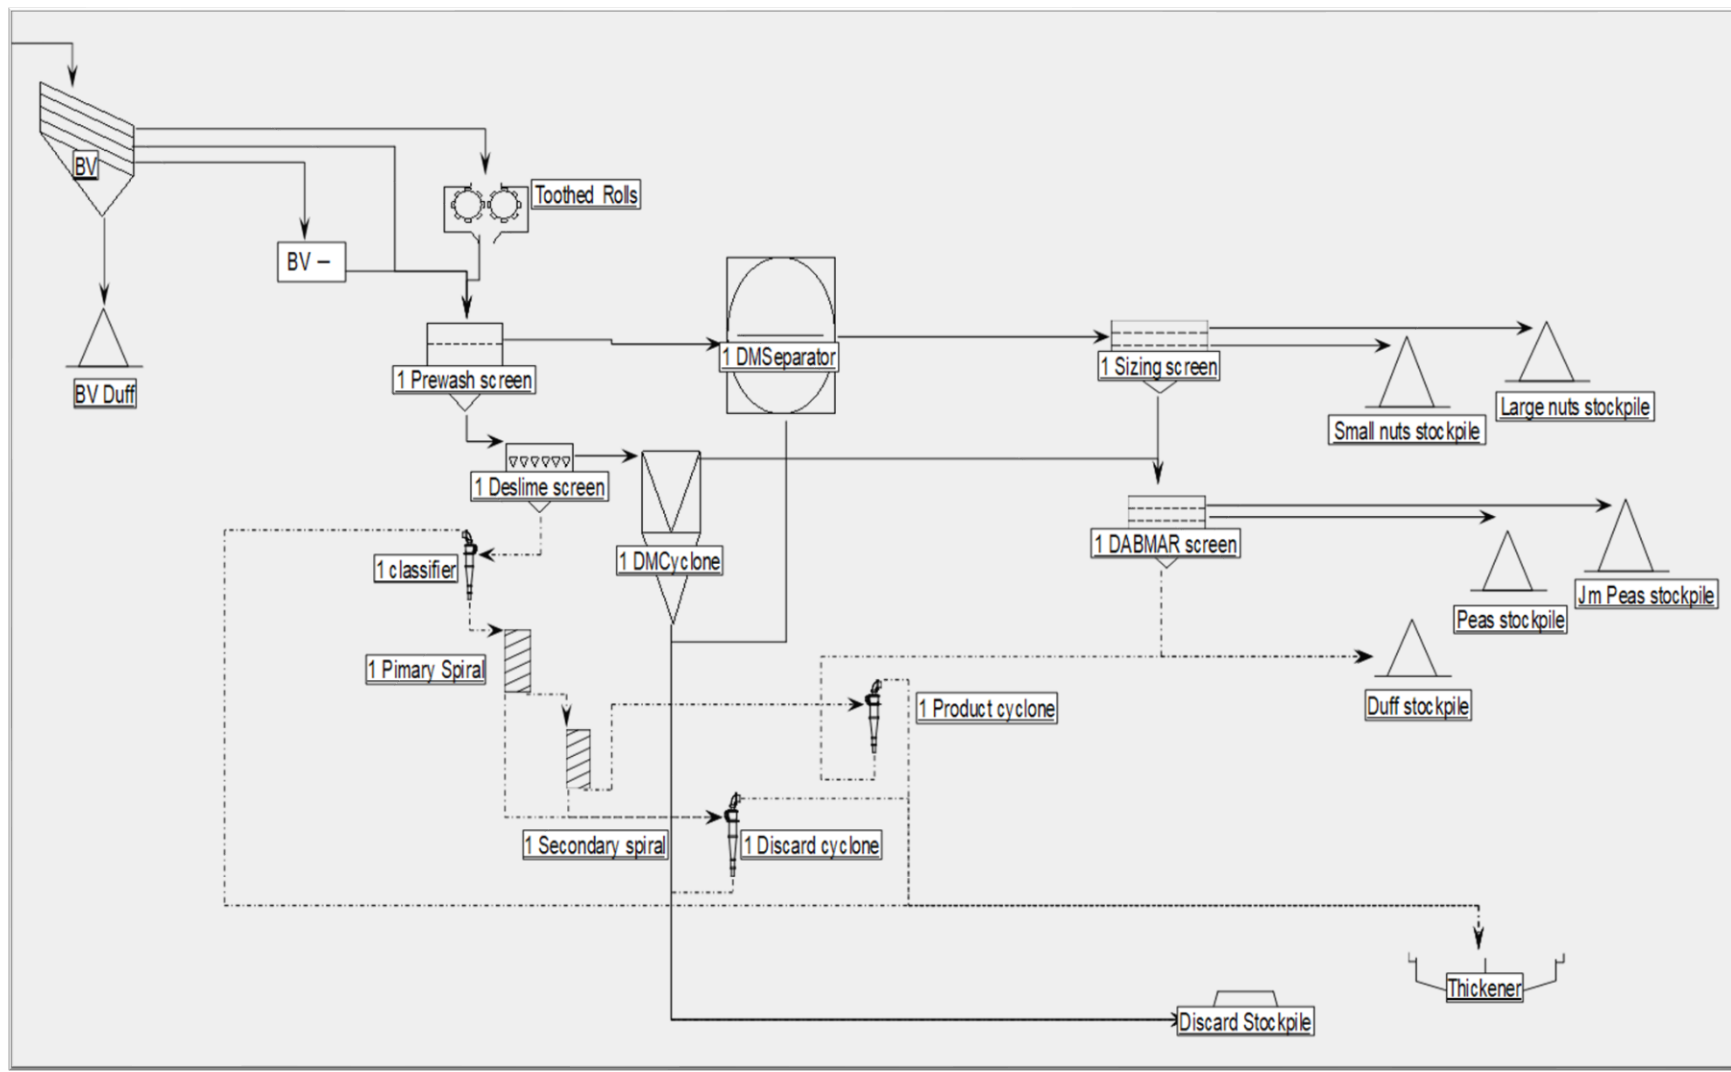 BV
Toothed Rolls
BV –
1 DMSeparator
1 Prewash screen
BV Duff
1 Sizing screen
Large nuts stockpile
Small nuts stockpile
1 Deslime screen
1 DMCyclone
1 classifier
1 DABMAR screen
Jm Peas stockpile
Peas stockpile
1 Pimary Spiral
1 Product cyclone
Duff stockpile
1 Secondary spiral
1 Discard cyclone
Thickener
Discard Stockpile